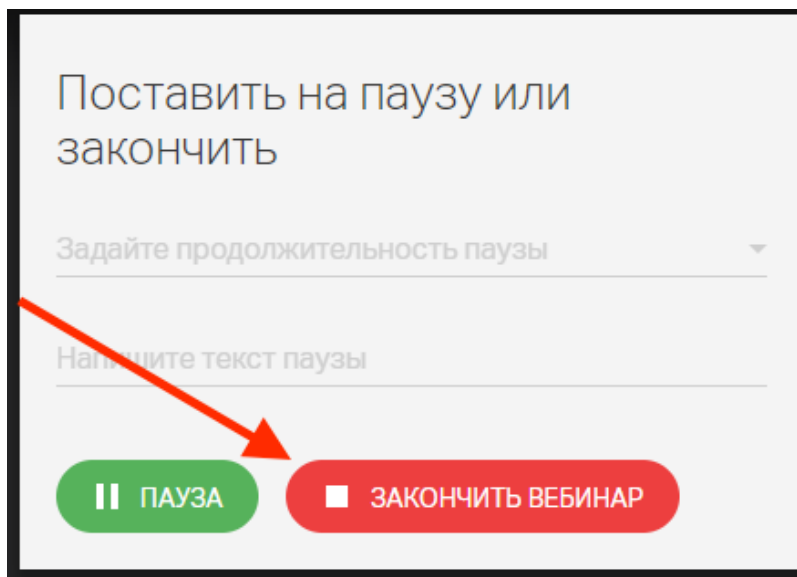 Поставить на паузу или
закончить
Задайте продолжительность паузы
Напишите текст паузы
ПАУЗА
ЗАКОНЧИТЬ ВЕБИНАР